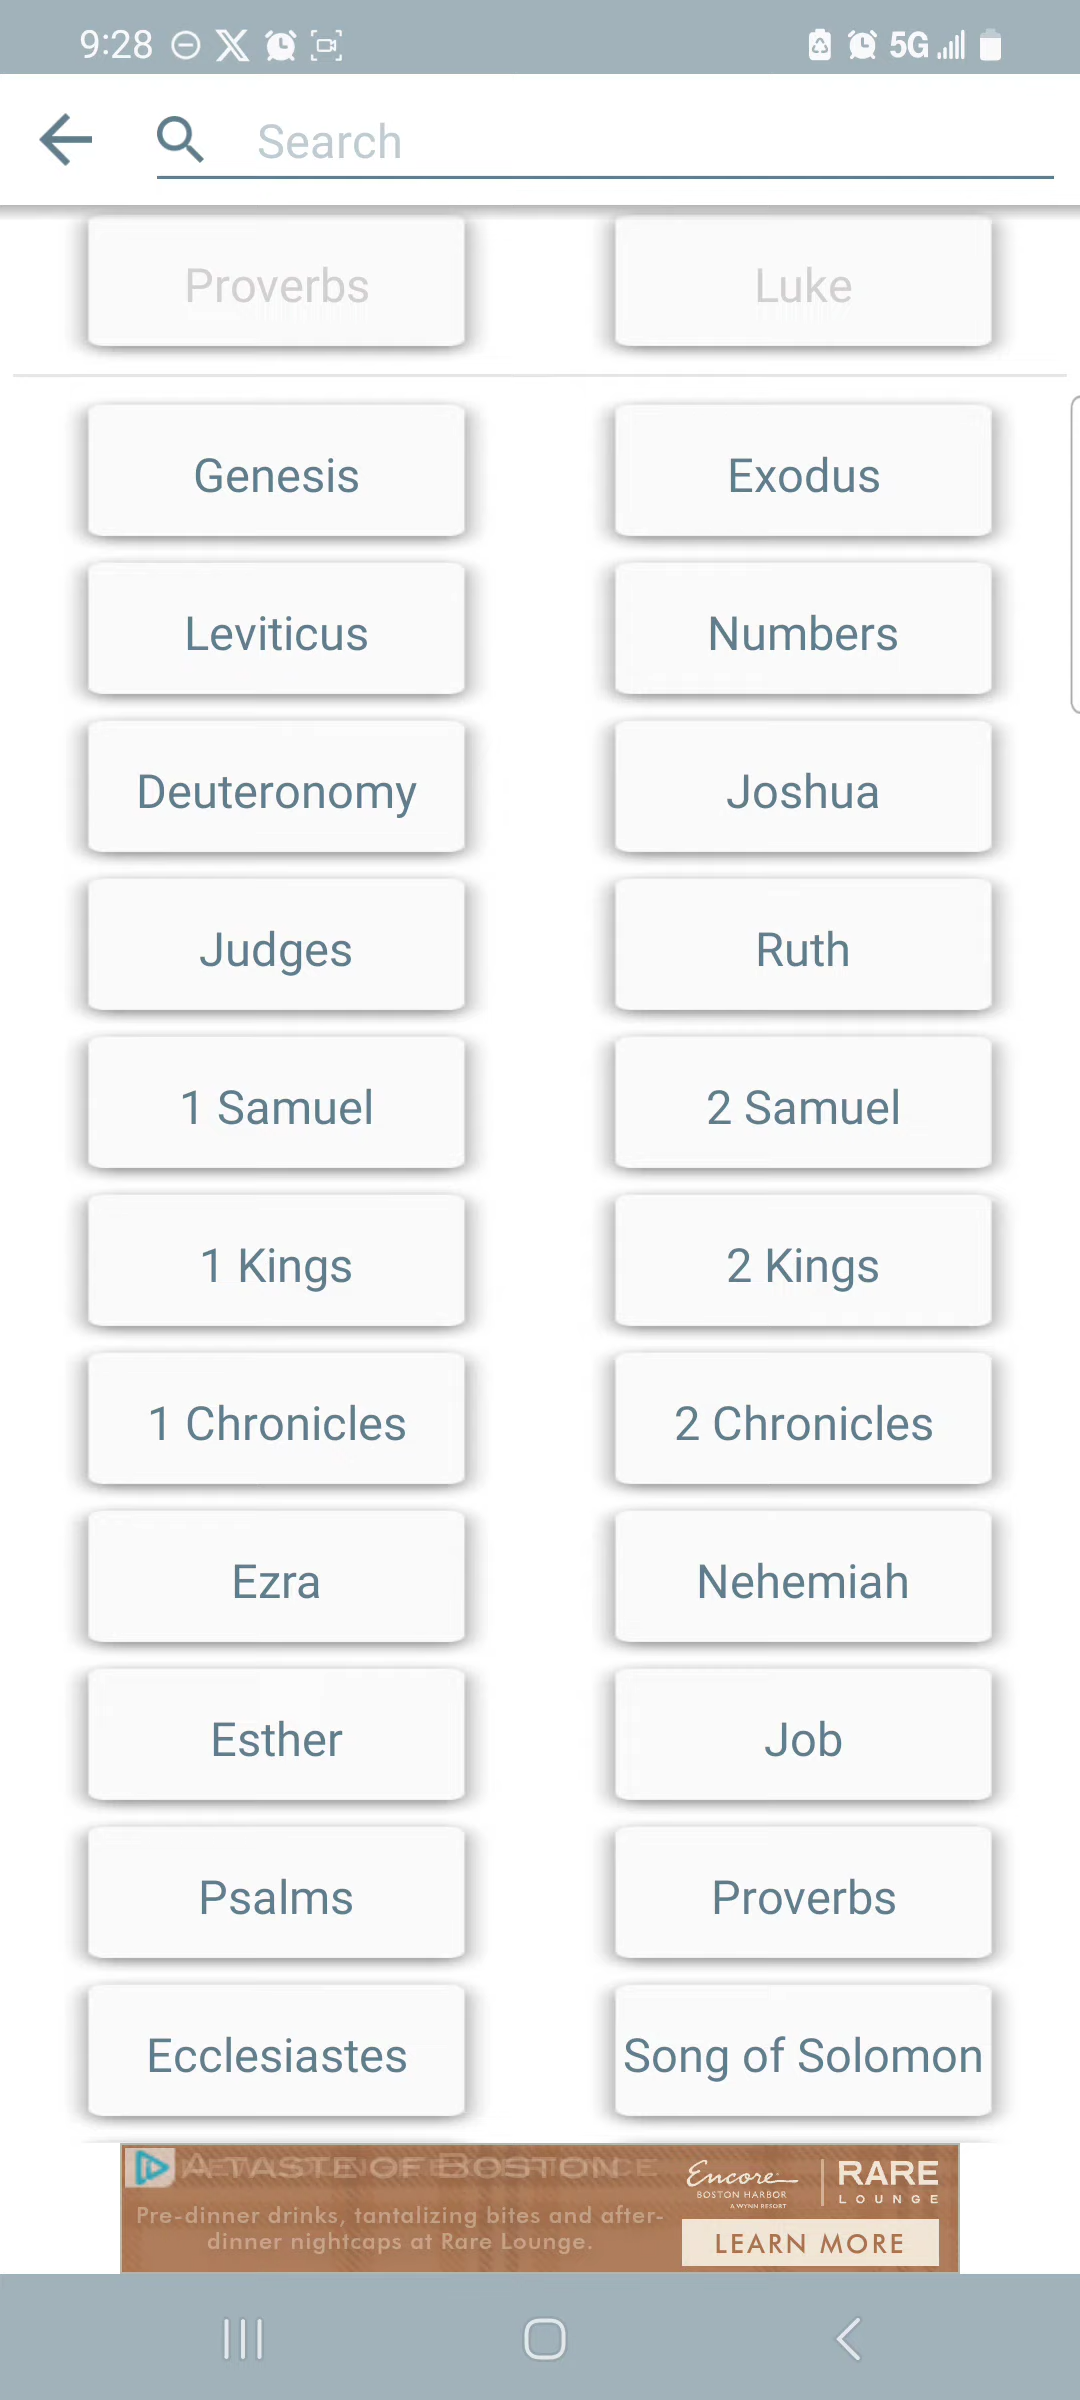 9:28
5G
Search
Proverbs
Luke
Genesis
Exodus
Leviticus
Numbers
Deuteronomy
Joshua
Judges
Ruth
1 Samuel
2 Samuel
1 Kings
2 Kings
1 Chronicles
2 Chronicles
Ezra
Nehemiah
Esther
Job
Psalms
Proverbs
Ecclesiastes
Song of Solomon
A TASTE OF BOSTON
Pre-dinner drinks, tantalizing bites and after-
dinner nightcaps at Rare Lounge.
Encore
BOSTON HARBOR
A WYNN RESORT
RARE
LOUNGE
LEARN MORE